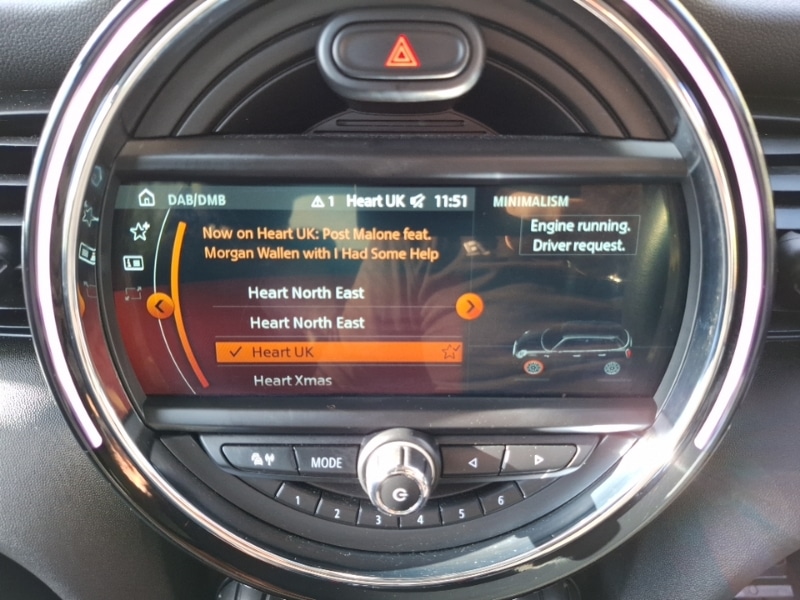 DAB/DMB 1 Heart UK 11:51 MINIMALISM
Now on Heart UK: Post Malone feat.
Morgan Wallen with I Had Some Help
Engine running.
Driver request.
Heart North East
Heart North East
Heart UK
Heart Xmas
MODE
1 2 3 4 5 6